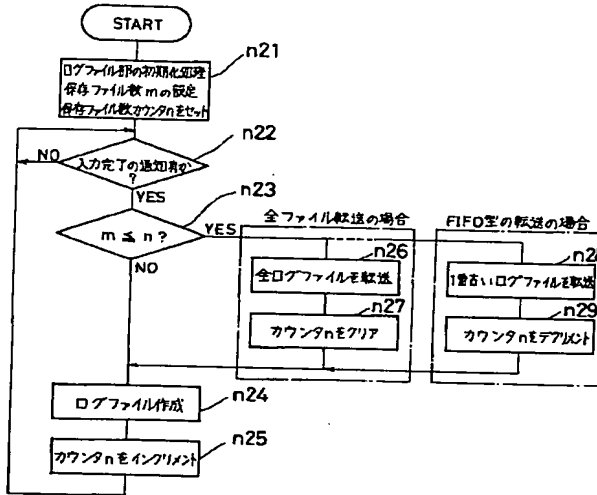 START
n21
ログファイル部の初期化処理
保存ファイル数mの設定
保存ファイル数カウンタnをセット
n22
NO
入力完了の通知有か
?
YES
n23
m≦n?
YES
NO
全ファイル転送の場合
n26
全ログファイルを転送
n27
カウンタnをクリア
FIFO型の転送の場合
n28
1番古いログファイルを転送
n29
カウンタnをデクリメント
n24
ログファイル作成
n25
カウンタnをインクリメント